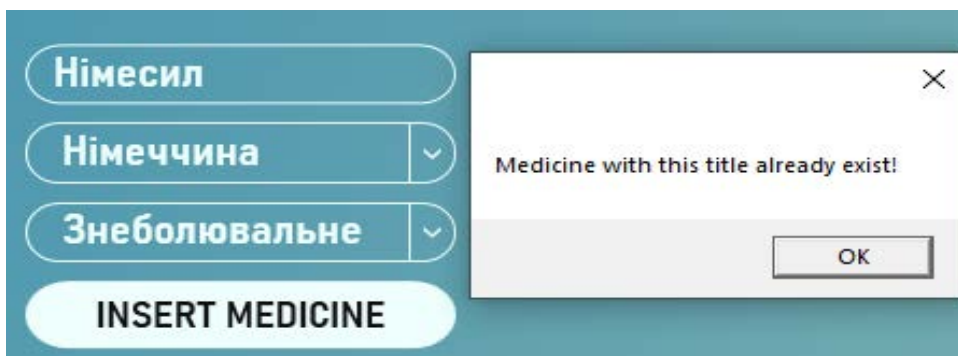 Німесил
Німеччина
Знеболювальне
INSERT MEDICINE
Medicine with this title already exist!
OK